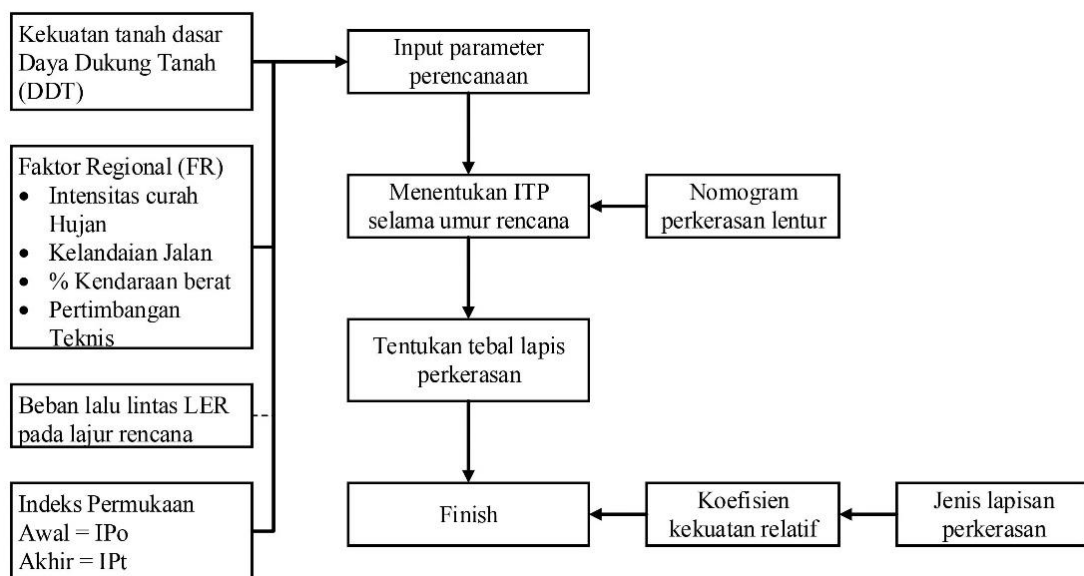 Kekuatan tanah dasar
Daya Dukung Tanah
(DDT)
Faktor Regional (FR)
• Intensitas curah
Hujan
• Kelandaian Jalan
• % Kendaraan berat
• Pertimbangan
Teknis
Beban lalu lintas LER
pada lajur rencana
Indeks Permukaan
Awal = IPo
Akhir = IPt
Input parameter
perencanaan
Menentukan ITP
selama umur rencana
Nomogram
perkerasan lentur
Tentukan tebal lapis
perkerasan
Finish
Koefisien
kekuatan relatif
Jenis lapisan
perkerasan